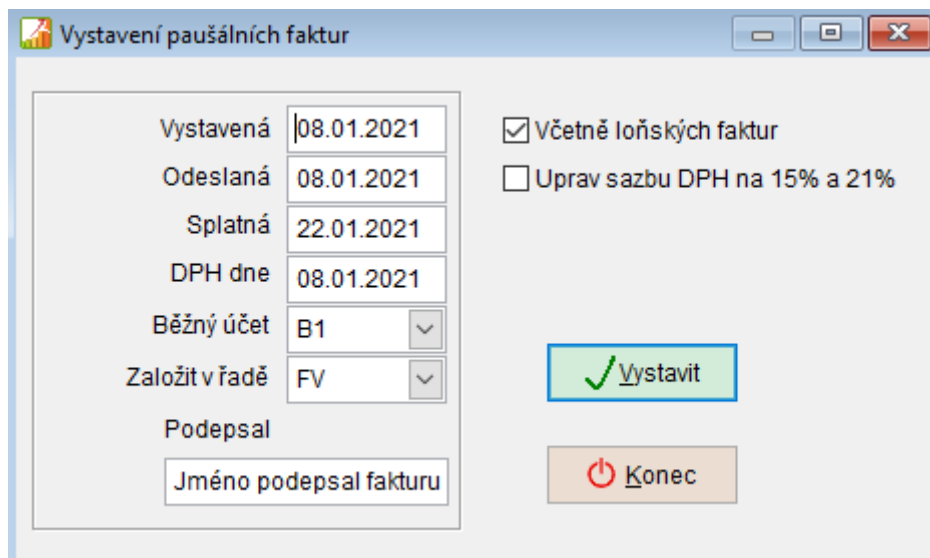 Vystavení paušálních faktur
Vystavená 08.01.2021
Odeslaná 08.01.2021
Splatná 22.01.2021
DPH dne 08.01.2021
Běžný účet B1
Založit v řadě FV
Podepsal
Jméno podepsal fakturu
Včetně loňských faktur
Uprav sazbu DPH na 15% a 21%
Vystavit
Konec